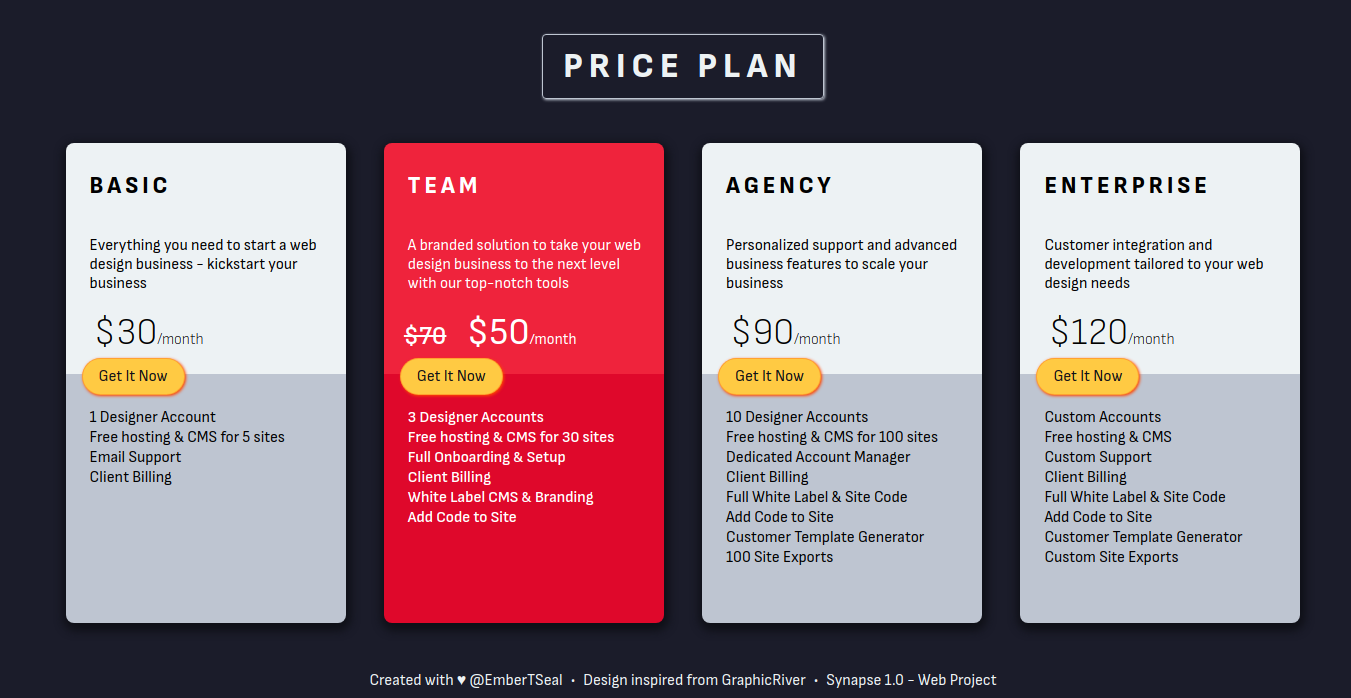 PRICE PLAN
BASIC
Everything you need to start a web
design business - kickstart your
business
$30/month
Get It Now
1 Designer Account
Free hosting & CMS for 5 sites
Email Support
Client Billing
TEAM
A branded solution to take your web
design business to the next level
with our top-notch tools
$70 $50/month
Get It Now
3 Designer Accounts
Free hosting & CMS for 30 sites
Full Onboarding & Setup
Client Billing
White Label CMS & Branding
Add Code to Site
AGENCY
Personalized support and advanced
business features to scale your
business
$90/month
Get It Now
10 Designer Accounts
Free hosting & CMS for 100 sites
Dedicated Account Manager
Client Billing
Full White Label & Site Code
Add Code to Site
Customer Template Generator
100 Site Exports
ENTERPRISE
Customer integration and
development tailored to your web
design needs
$120/month
Get It Now
Custom Accounts
Free hosting & CMS
Custom Support
Client Billing
Full White Label & Site Code
Add Code to Site
Customer Template Generator
Custom Site Exports
Created with ♥ @EmberTSeal • Design inspired from GraphicRiver • Synapse 1.0 - Web Project